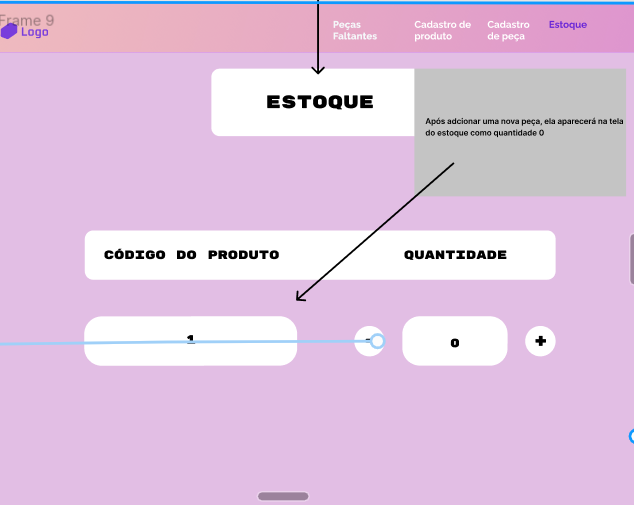 Frame 9
Logo
Peças
Faltantes
Cadastro de
produto
Cadastro
de peça
Estoque
ESTOQUE
Após adcionar uma nova peça, ela aparecerá na tela
do estoque como quantidade 0
CÓDIGO DO PRODUTO
QUANTIDADE
1
-
0
+